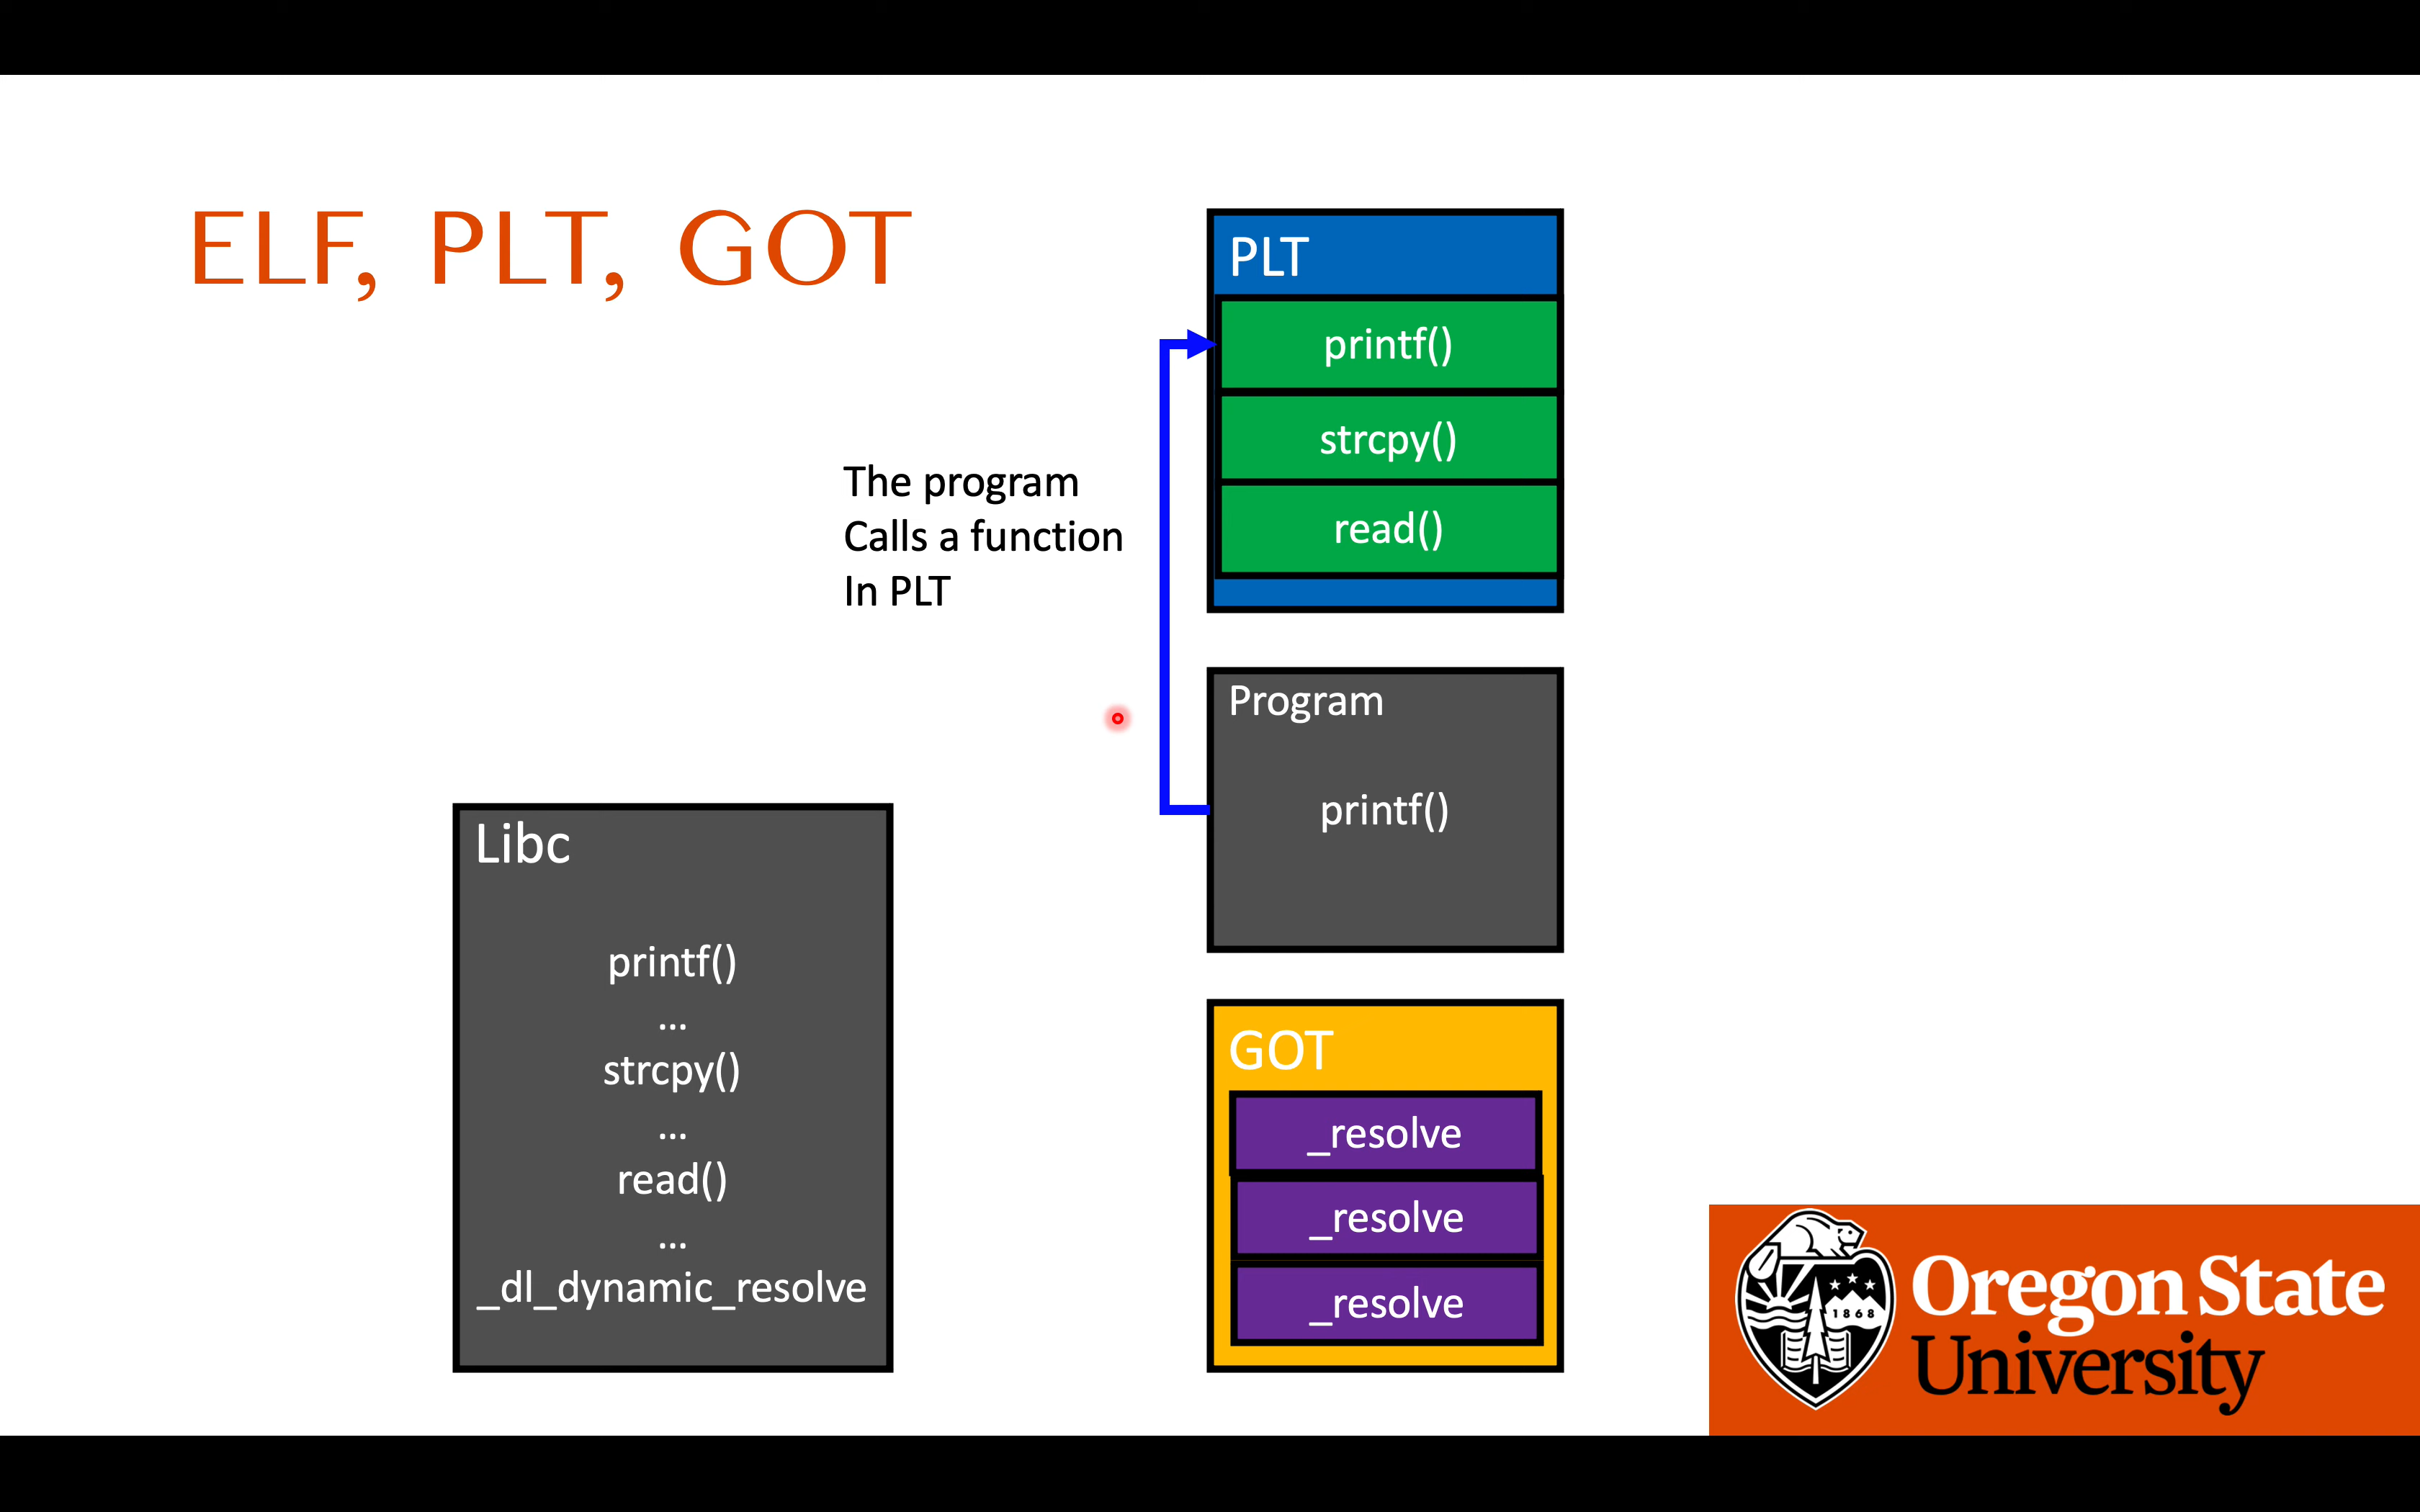 ELF, PLT, GOT
PLT
printf()
strcpy()
read()
The program
Calls a function
In PLT
Program
printf()
Libc
printf()
...
strcpy()
...
read()
...
_dl_dynamic_resolve
GOT
_resolve
_resolve
_resolve
1868
Oregon State
University